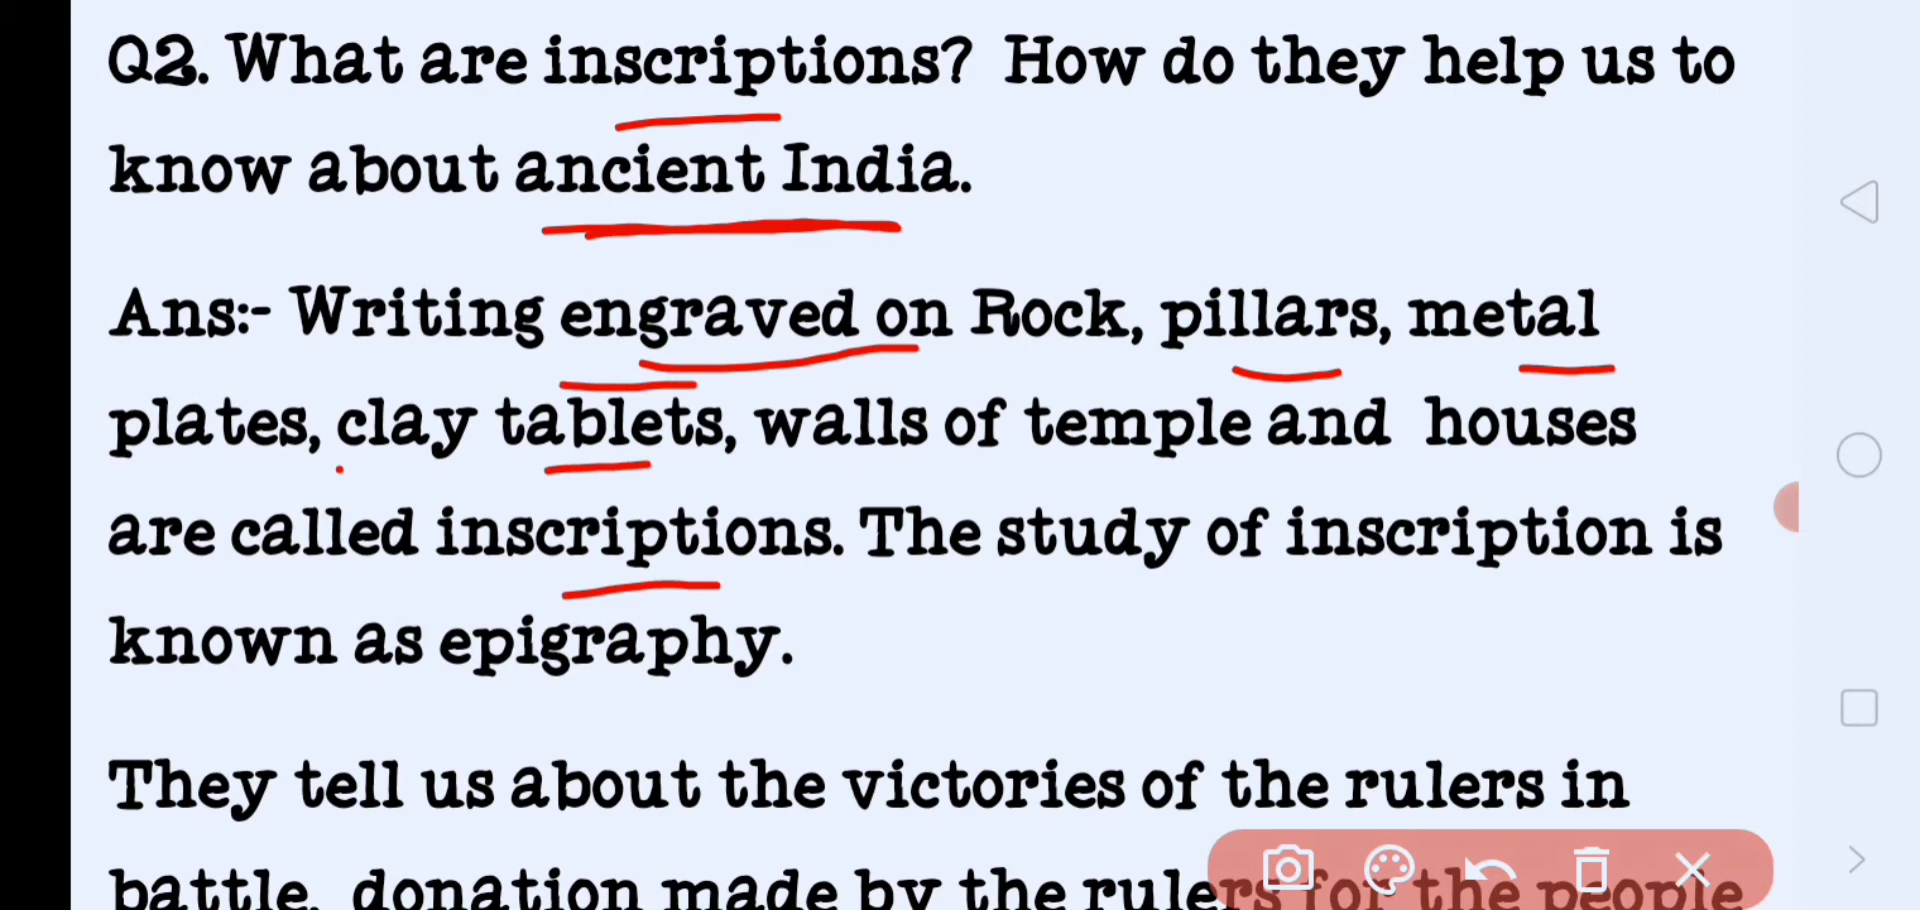 Q2. What are inscriptions? How do they help us to
know about ancient India.
Ans:- Writing engraved on Rock, pillars, metal
plates, clay tablets, walls of temple and houses
are called inscriptions. The study of inscription is
known as epigraphy.
They tell us about the victories of the rulers in
battle, donation made by the rulers for the people